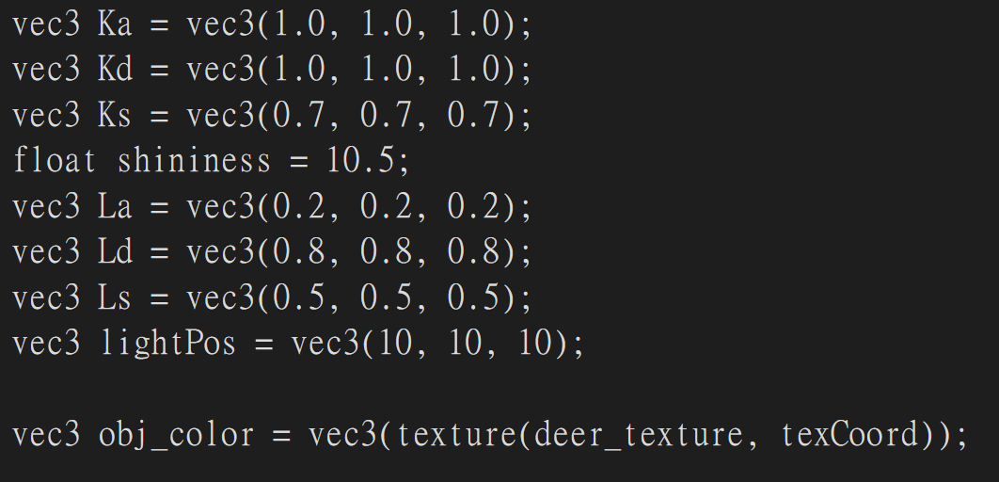 vec3 Ka = vec3(1.0, 1.0, 1.0);
vec3 Kd = vec3(1.0, 1.0, 1.0);
vec3 Ks = vec3(0.7, 0.7, 0.7);
float shininess = 10.5;
vec3 La = vec3(0.2, 0.2, 0.2);
vec3 Ld = vec3(0.8, 0.8, 0.8);
vec3 Ls = vec3(0.5, 0.5, 0.5);
vec3 lightPos = vec3(10, 10, 10);
vec3 obj_color = vec3(texture(deer_texture, texCoord));